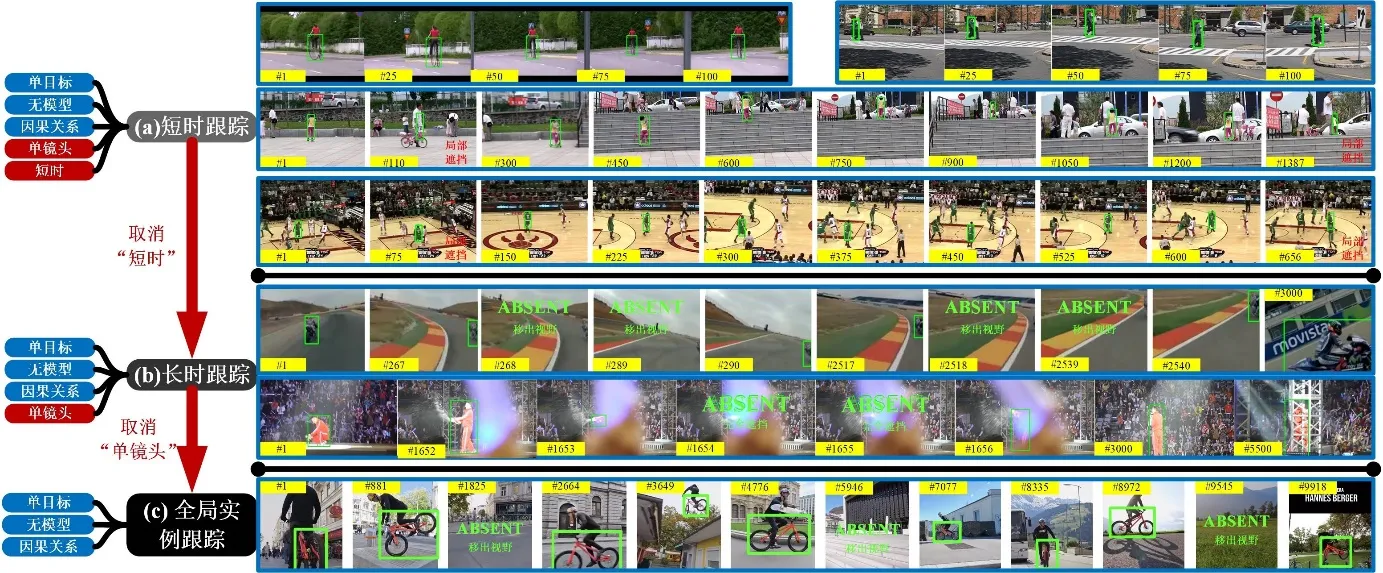 单目标
无模型
因果关系
单镜头
短时
(a)短时跟踪
#1
#25
#50
#75
#100
#1
#25
#50
#75
#100
#1
#110
局部
遮挡
#300
#450
#600
#750
#900
#1050
#1200
#1387
局部
遮挡
#1
#75
局部
遮挡
#150
#225
#300
#375
#450
#525
#600
#656
局部
遮挡
取消
“短时”
单目标
无模型
因果关系
单镜头
(b)长时跟踪
#1
#267
ABSENT
移出视野
#268
ABSENT
移出视野
#289
#290
#2517
ABSENT
移出视野
#2518
ABSENT
移出视野
#2539
#2540
#3000
movistar
#1
#1652
#1653
ABSENT
#1654
ABSENT
#1655
#1656
#3000
#5500
取消
“单镜头”
单目标
无模型
因果关系
(c) 全局实
例跟踪
#1
#881
#1825
ABSENT
移出视野
#2664
#3649
#4776
#5946
ABSENT
移出视野
#7077
#8335
#8972
#9545
ABSENT
移出视野
#9918
HANNES BERGER